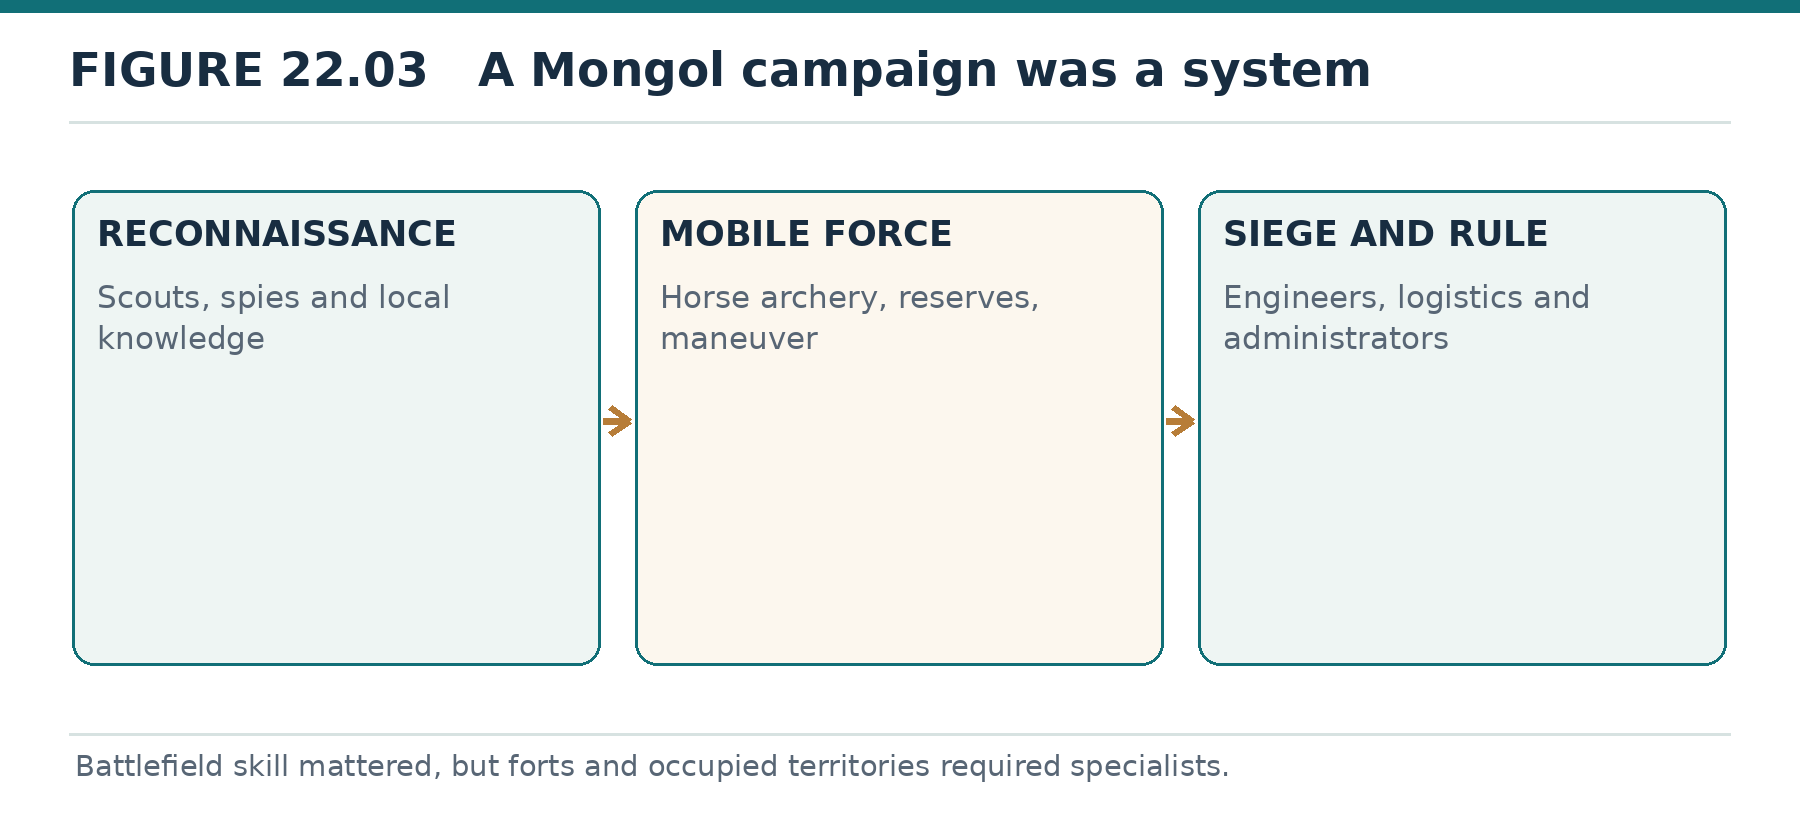 FIGURE 22.03 A Mongol campaign was a system
RECONNAISSANCE
Scouts, spies and local
knowledge
MOBILE FORCE
Horse archery, reserves,
maneuver
SIEGE AND RULE
Engineers, logistics and
administrators
Battlefield skill mattered, but forts and occupied territories required specialists.